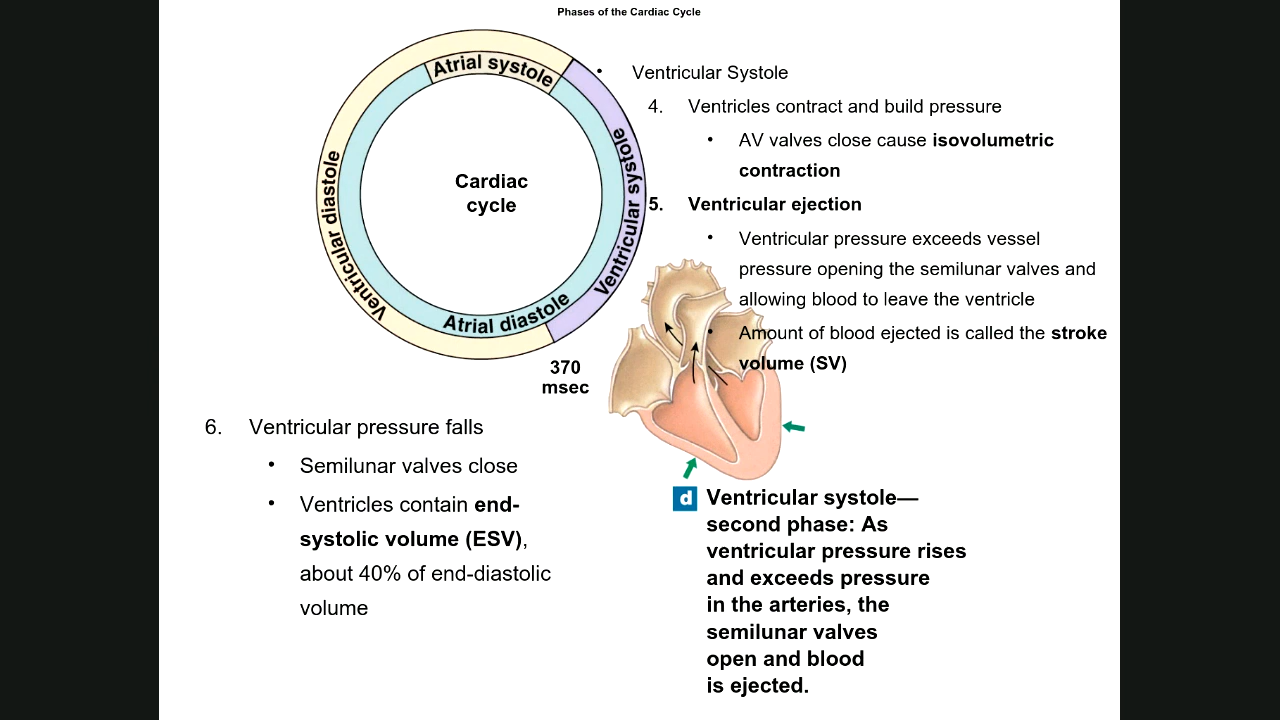 Phases of the Cardiac Cycle
Atrial systole
Ventricular systole
Ventricular diastole
Atrial diastole
Cardiac
cycle
370
msec
• Ventricular Systole
4. Ventricles contract and build pressure
• AV valves close cause isovolumetric
contraction
5. Ventricular ejection
• Ventricular pressure exceeds vessel
pressure opening the semilunar valves and
allowing blood to leave the ventricle
• Amount of blood ejected is called the stroke
volume (SV)
6. Ventricular pressure falls
• Semilunar valves close
• Ventricles contain end-
systolic volume (ESV),
about 40% of end-diastolic
volume
d Ventricular systole—
second phase: As
ventricular pressure rises
and exceeds pressure
in the arteries, the
semilunar valves
open and blood
is ejected.